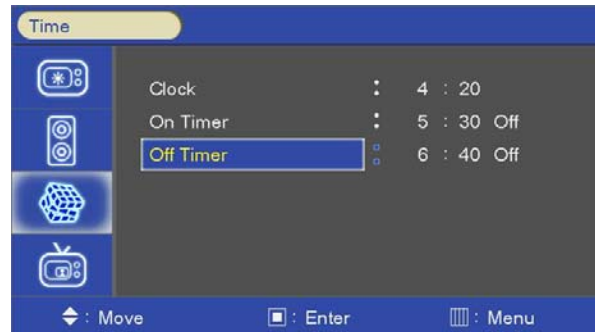 Time
Clock : 4 : 20
On Timer : 5 : 30 Off
Off Timer : 6 : 40 Off
: Move : Enter : Menu